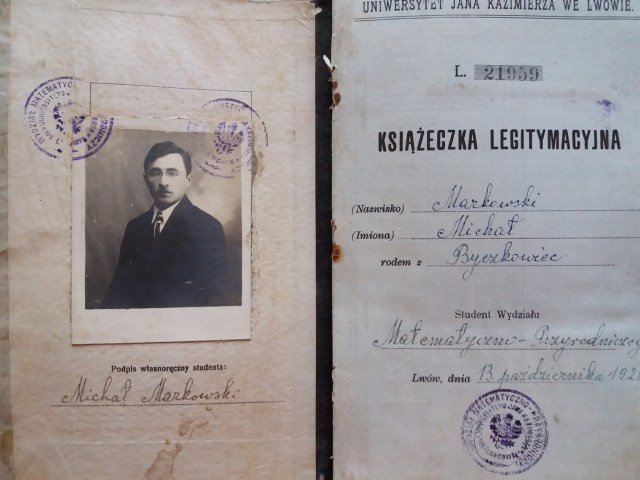 Podpis własnoręczny studenta:
Michał Markowski
UNIWERSYTET JANA KAZIMIERZA WE LWOWIE.
L. 21959
KSIĄŻECZKA LEGITYMACYJNA
(Nazwisko) Markowski
(Imiona) Michał
rodem z Byczkowiec
Student Wydziału
Matematyczno-Przyrodniczego
Lwów, dnia 13 października